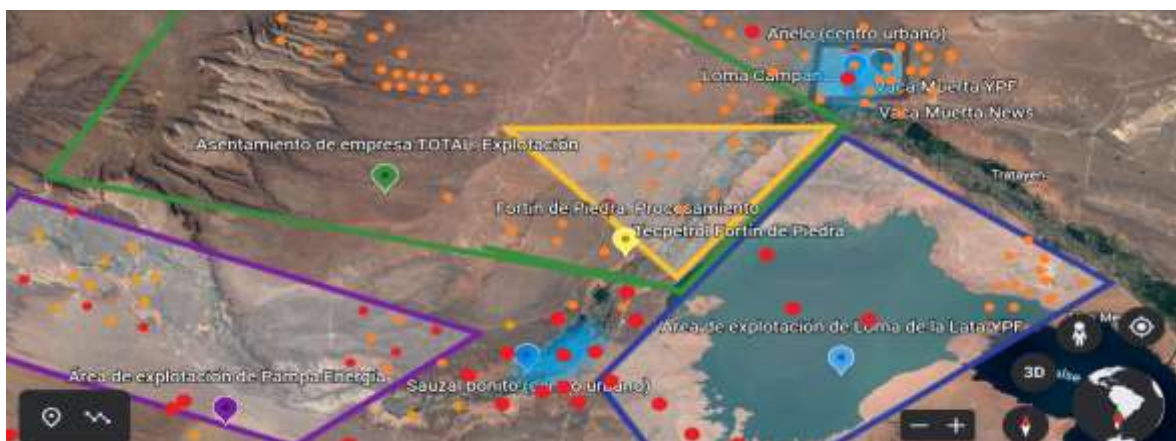 Añelo (centro urbano)
Loma Campan
Vaca Muerta YPF
Vaca Muerta News
Asentamiento de empresa TOTAL- Explotación
Tratayen
Fortín de Piedra. Procesamiento
Tecpetrol Fortín de Piedra
Área de explotación de Loma de la Lata YPF
Área de explotación de Pampa Energía
Sauzal Bonito (centro urbano)
3D